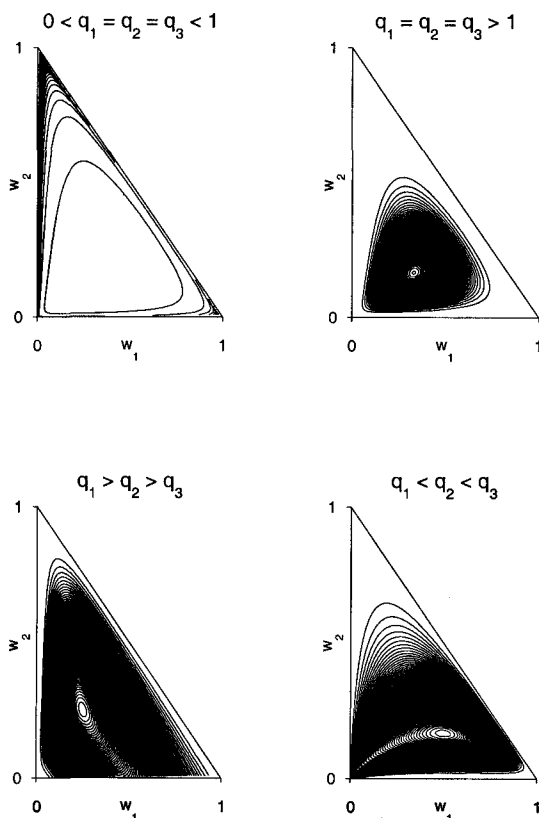 0 < q₁ = q₂ = q₃ < 1
1
w₂
0
0
w₁
1
q₁ = q₂ = q₃ > 1
1
w₂
0
0
w₁
1
q₁ > q₂ > q₃
1
w₂
0
0
w₁
1
q₁ < q₂ < q₃
1
w₂
0
0
w₁
1